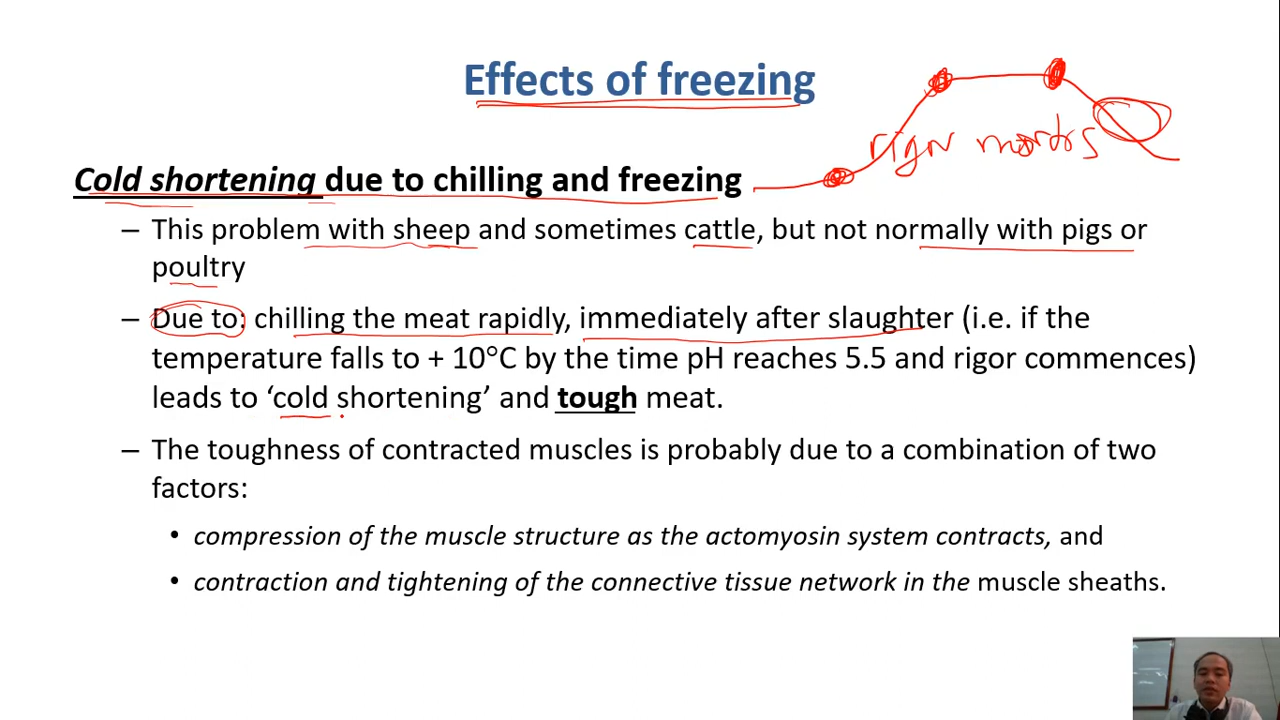 Effects of freezing
rigor mortos
Cold shortening due to chilling and freezing
– This problem with sheep and sometimes cattle, but not normally with pigs or
poultry
– Due to: chilling the meat rapidly, immediately after slaughter (i.e. if the
temperature falls to + 10°C by the time pH reaches 5.5 and rigor commences)
leads to ‘cold shortening’ and tough meat.
– The toughness of contracted muscles is probably due to a combination of two
factors:
• compression of the muscle structure as the actomyosin system contracts, and
• contraction and tightening of the connective tissue network in the muscle sheaths.